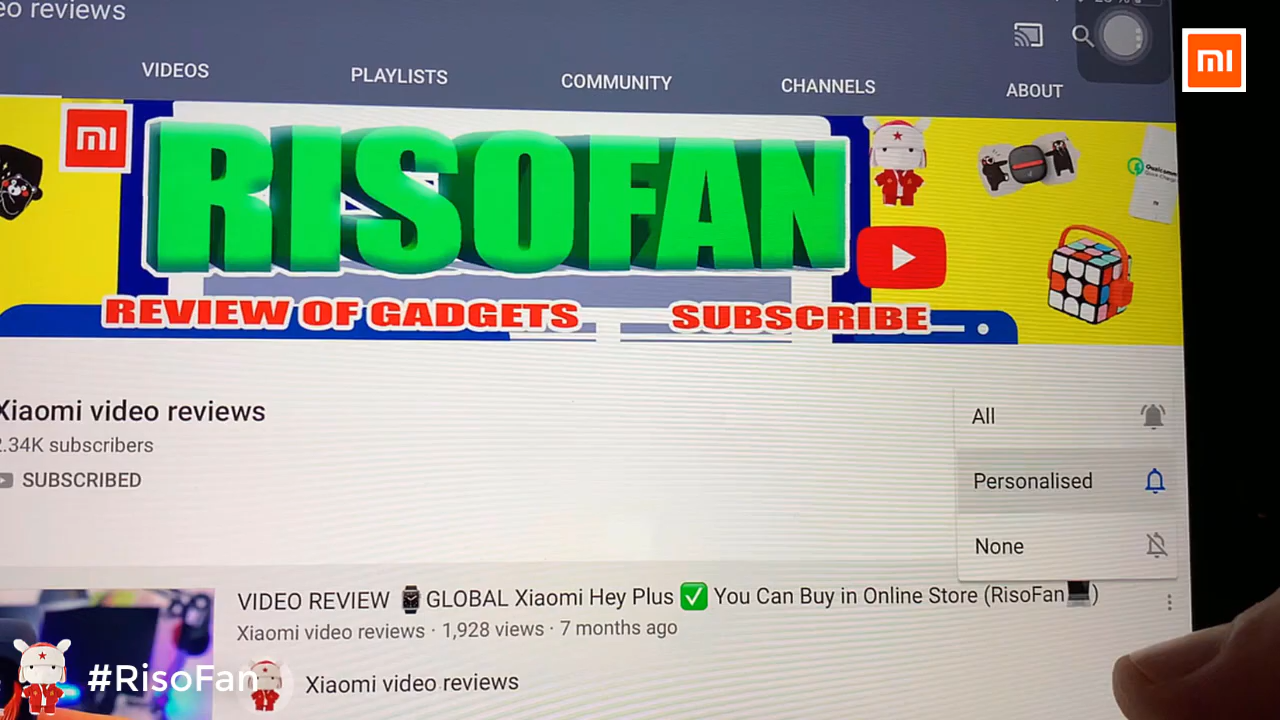 eo reviews
VIDEOS PLAYLISTS COMMUNITY CHANNELS ABOUT
mi
mi
RISOFAN
Qualcomm
REVIEW OF GADGETS SUBSCRIBE
Xiaomi video reviews
2.34K subscribers
SUBSCRIBED
All
Personalised
None
VIDEO REVIEW ⌚ GLOBAL Xiaomi Hey Plus ✅ You Can Buy in Online Store (RisoFan💻)
Xiaomi video reviews · 1,928 views · 7 months ago
#RisoFan
Xiaomi video reviews